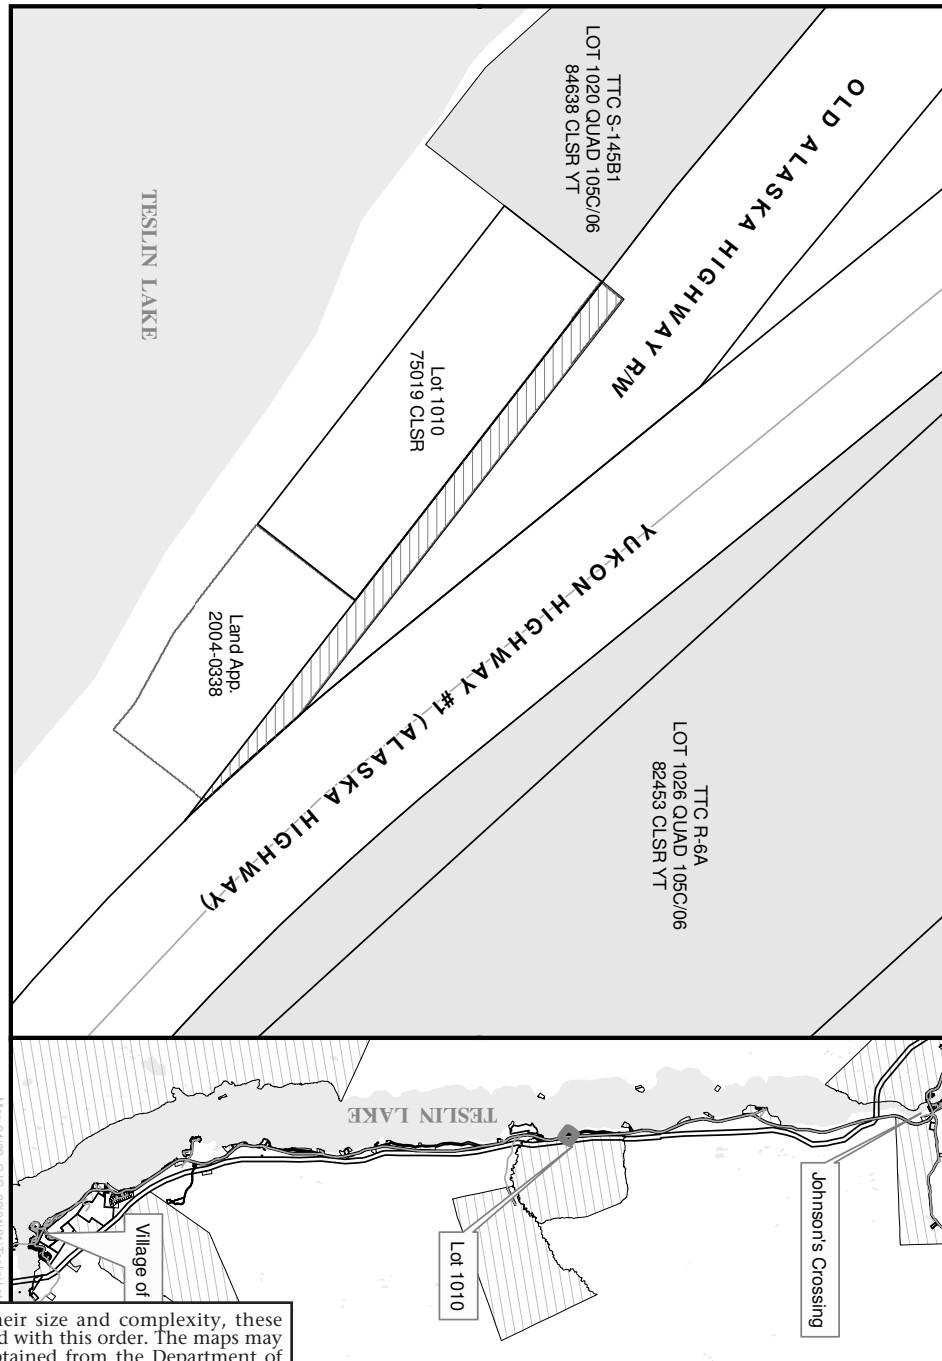 OLD ALASKA HIGHWAY R/W
TTC S-145B1
LOT 1020 QUAD 105C/06
84638 CLSR YT
TESLIN LAKE
Lot 1010
75019 CLSR
YUKON HIGHWAY #1 (ALASKA HIGHWAY)
Land App.
2004-0338
TTC R-6A
LOT 1026 QUAD 105C/06
82453 CLSR YT
TESLIN LAKE
Johnson's Crossing
Lot 1010
Village of
heir size and complexity, these
d with this order. The maps may
btained from the Department of